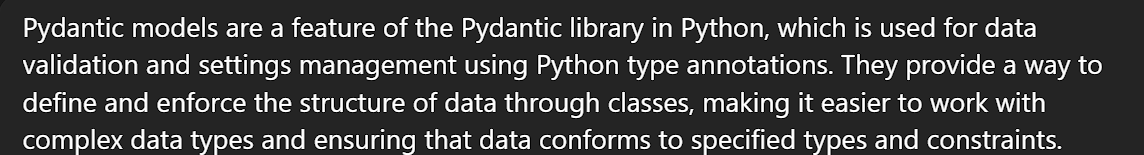 Pydantic models are a feature of the Pydantic library in Python, which is used for data
validation and settings management using Python type annotations. They provide a way to
define and enforce the structure of data through classes, making it easier to work with
complex data types and ensuring that data conforms to specified types and constraints.